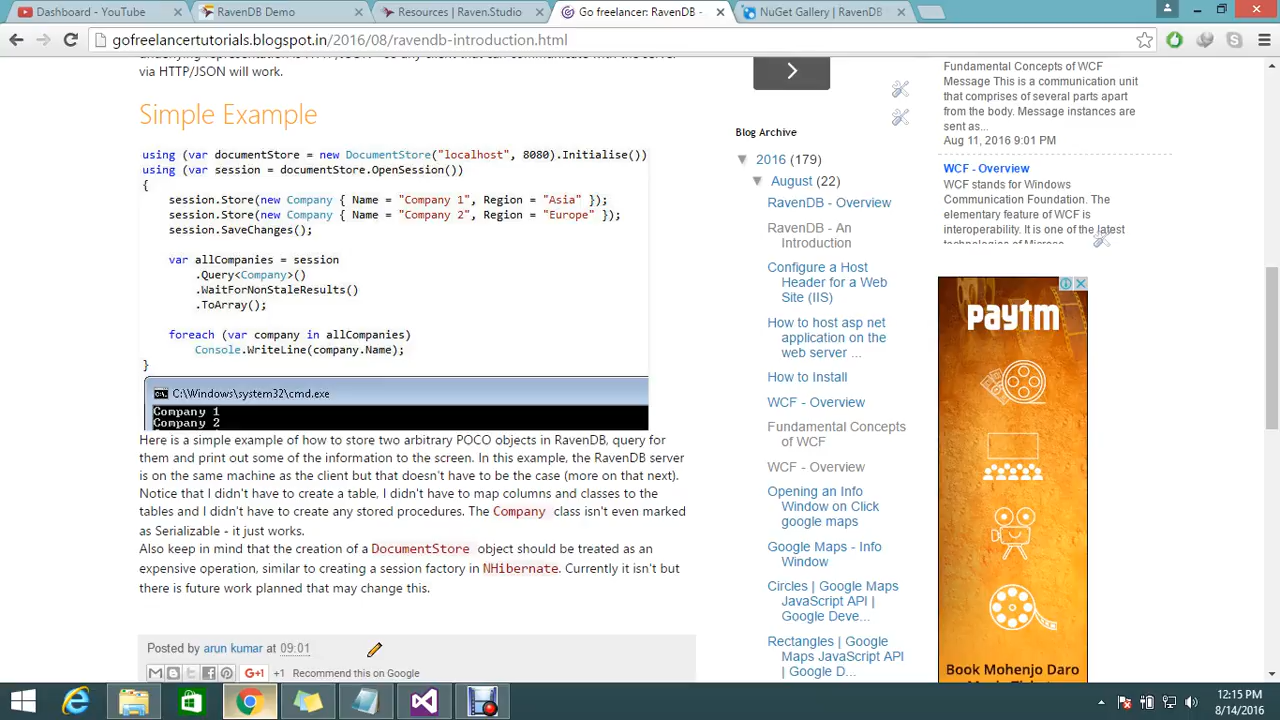 Dashboard - YouTube
RavenDB Demo
Resources | Raven.Studio
Go freelancer: RavenDB -
NuGet Gallery | RavenDB
gofreelancertutorials.blogspot.in/2016/08/ravendb-introduction.html
via HTTP/JSON will work.
Simple Example
using (var documentStore = new DocumentStore("localhost", 8080).Initialise())
using (var session = documentStore.OpenSession())
{
session.Store(new Company { Name = "Company 1", Region = "Asia" });
session.Store(new Company { Name = "Company 2", Region = "Europe" });
session.SaveChanges();
var allCompanies = session
.Query<Company>()
.WaitForNonStaleResults()
.ToArray();
foreach (var company in allCompanies)
Console.WriteLine(company.Name);
}
C:\Windows\system32\cmd.exe
Company 1
Company 2
Here is a simple example of how to store two arbitrary POCO objects in RavenDB, query for
them and print out some of the information to the screen. In this example, the RavenDB server
is on the same machine as the client but that doesn't have to be the case (more on that next).
Notice that I didn't have to create a table, I didn't have to map columns and classes to the
tables and I didn't have to create any stored procedures. The Company class isn't even marked
as Serializable - it just works.
Also keep in mind that the creation of a DocumentStore object should be treated as an
expensive operation, similar to creating a session factory in NHibernate. Currently it isn't but
there is future work planned that may change this.
Posted by arun kumar at 09:01
G+1 +1 Recommend this on Google
Blog Archive
2016 (179)
August (22)
RavenDB - Overview
RavenDB - An
Introduction
Configure a Host
Header for a Web
Site (IIS)
How to host asp net
application on the
web server ...
How to Install
WCF - Overview
Fundamental Concepts
of WCF
WCF - Overview
Opening an Info
Window on Click
google maps
Google Maps - Info
Window
Circles | Google Maps
JavaScript API |
Google Deve...
Rectangles | Google
Maps JavaScript API
| Google D...
Fundamental Concepts of WCF
Message This is a communication unit
that comprises of several parts apart
from the body. Message instances are
sent as...
Aug 11, 2016 9:01 PM
WCF - Overview
WCF stands for Windows
Communication Foundation. The
elementary feature of WCF is
interoperability. It is one of the latest
technologies of Microso...
paytm
Book Mohenjo Daro
12:15 PM
8/14/2016